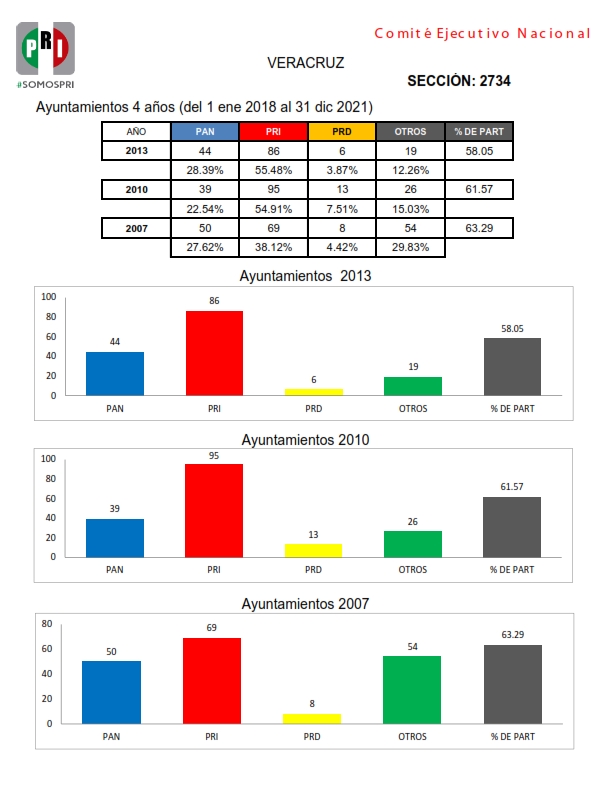 Comité Ejecutivo Nacional
PRI
#SOMOSPRI
VERACRUZ
SECCIÓN: 2734
Ayuntamientos 4 años (del 1 ene 2018 al 31 dic 2021)
AÑO PAN PRI PRD OTROS % DE PART
2013 44 86 6 19 58.05
28.39% 55.48% 3.87% 12.26%
2010 39 95 13 26 61.57
22.54% 54.91% 7.51% 15.03%
2007 50 69 8 54 63.29
27.62% 38.12% 4.42% 29.83%
Ayuntamientos 2013
100
80
60
40
20
0
44 86 6 19 58.05
PAN PRI PRD OTROS % DE PART
Ayuntamientos 2010
100
80
60
40
20
0
39 95 13 26 61.57
PAN PRI PRD OTROS % DE PART
Ayuntamientos 2007
80
60
40
20
0
50 69 8 54 63.29
PAN PRI PRD OTROS % DE PART